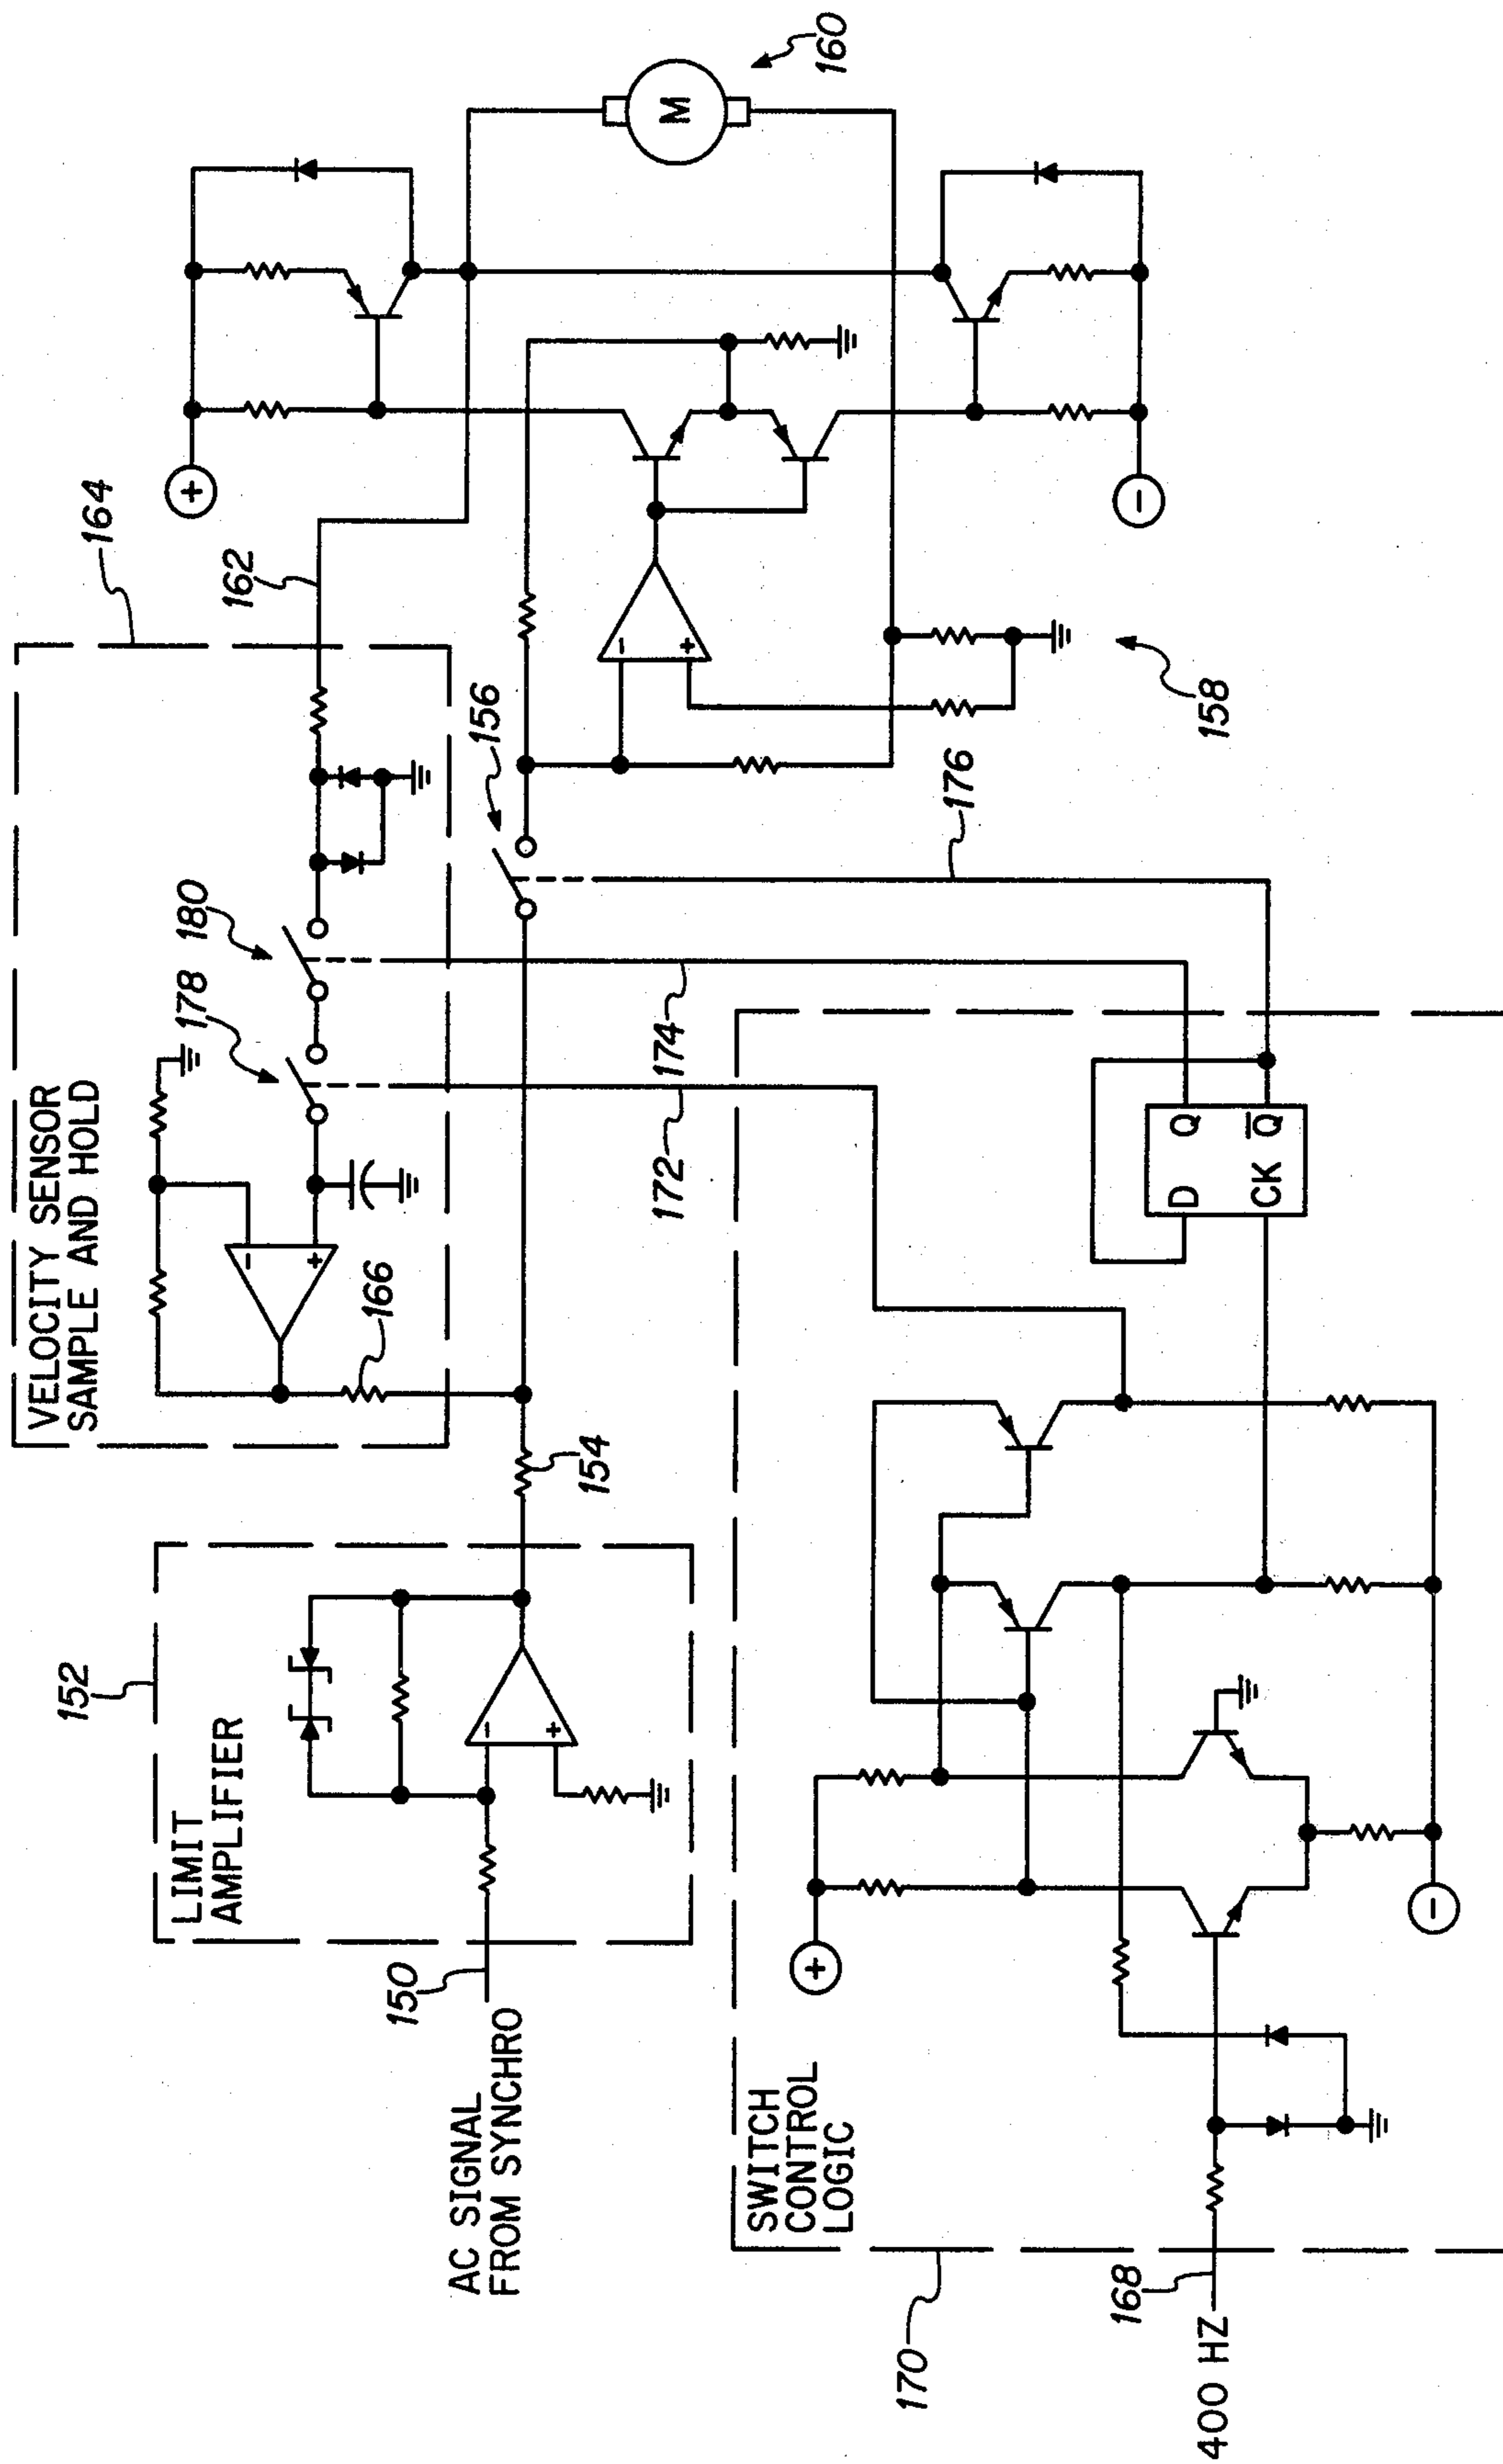 164
VELOCITY SENSOR
SAMPLE AND HOLD
162
180
178
166
-
+
+
M
160
156
-
+
158
-
176
174
172
154
152
LIMIT
AMPLIFIER
-
+
150
AC SIGNAL
FROM SYNCHRO
D
Q
CK
Q̅
SWITCH
CONTROL
LOGIC
+
-
170
168
400 HZ